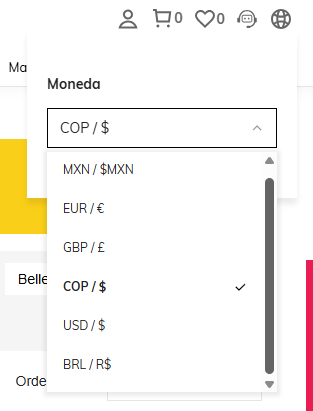 0 0
Ma
Moneda
COP / $
MXN / $MXN
EUR / €
GBP / £
Belle
COP / $
USD / $
BRL / R$
Orde